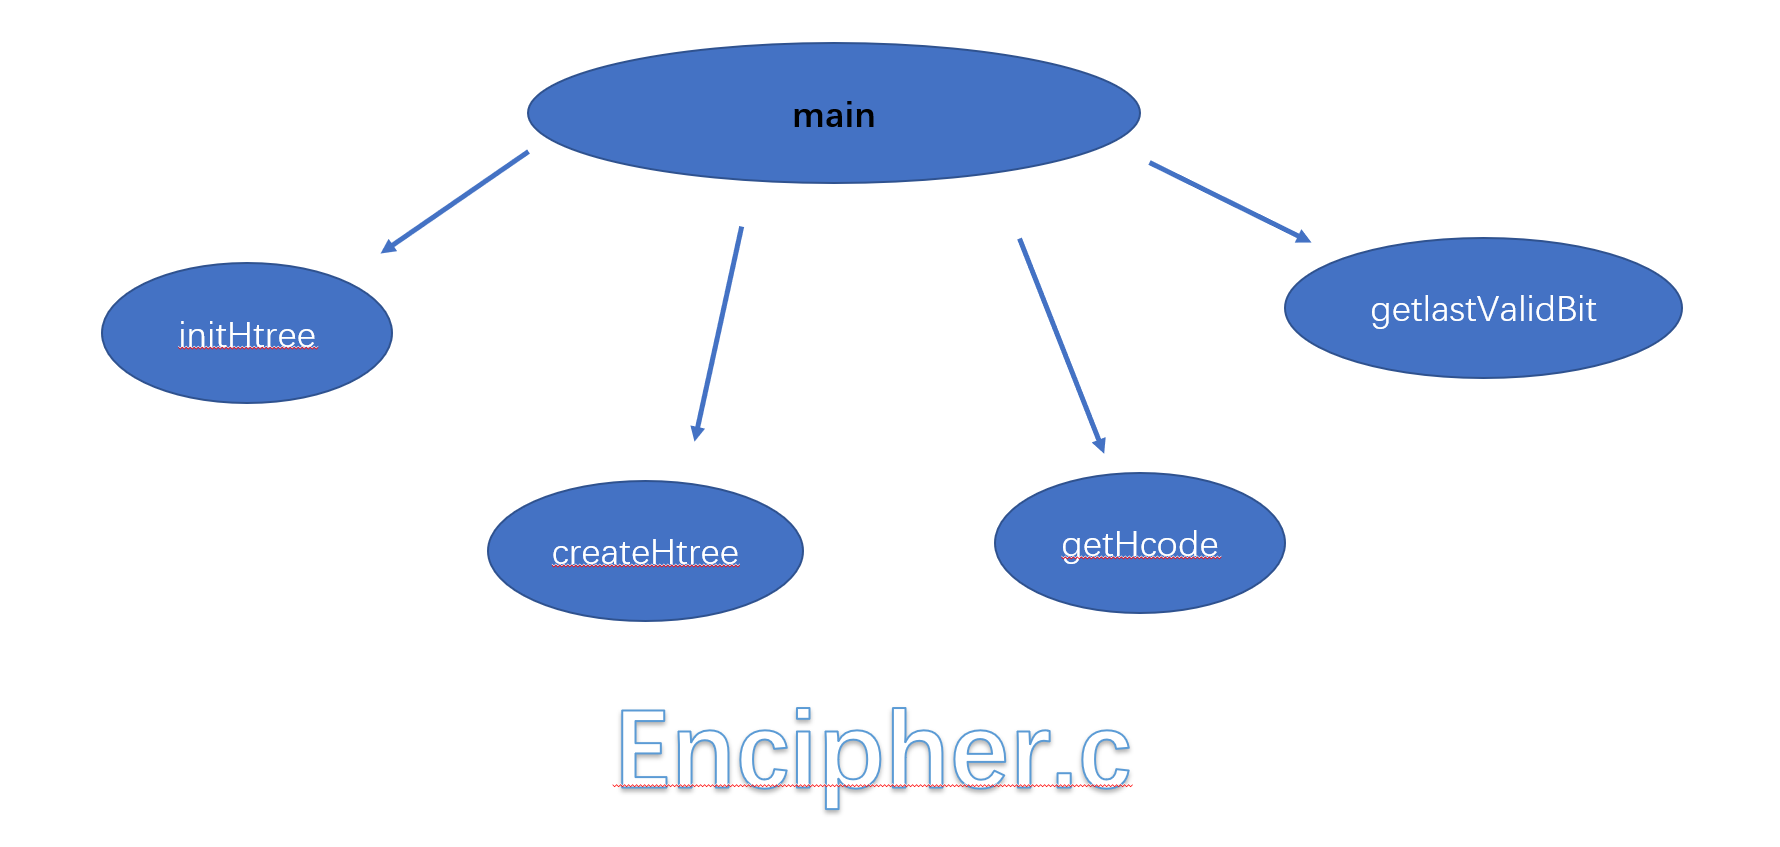 main
initHtree
getlastValidBit
createHtree
getHcode
Encipher.c